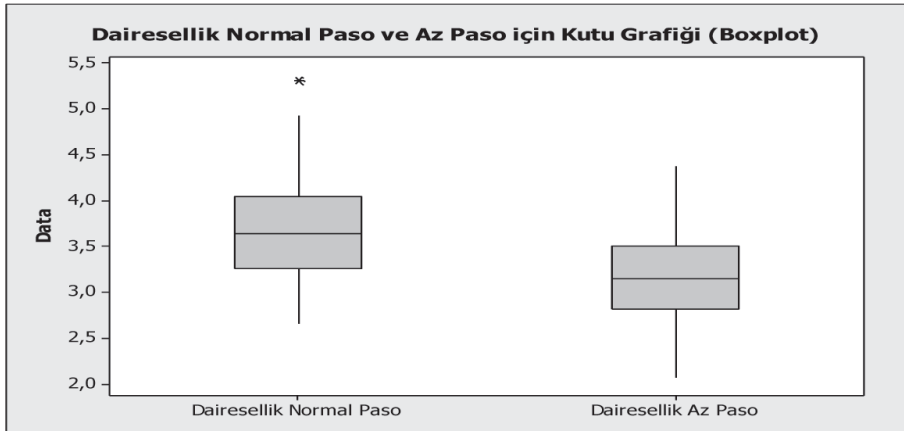 Dairesellik Normal Paso ve Az Paso için Kutu Grafiği (Boxplot)
5,5
5,0
4,5
4,0
3,5
3,0
2,5
2,0
Data
Dairesellik Normal Paso
Dairesellik Az Paso